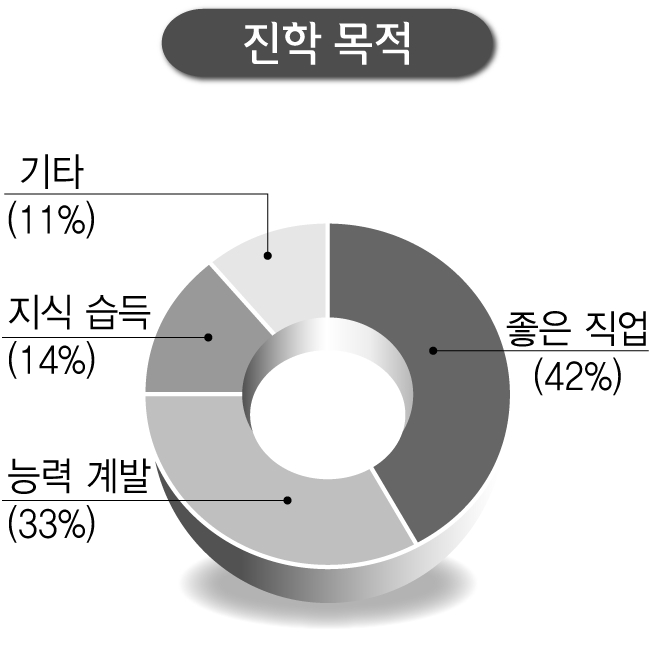 진학 목적
기타
(11%)
지식 습득
(14%)
좋은 직업
(42%)
능력 계발
(33%)